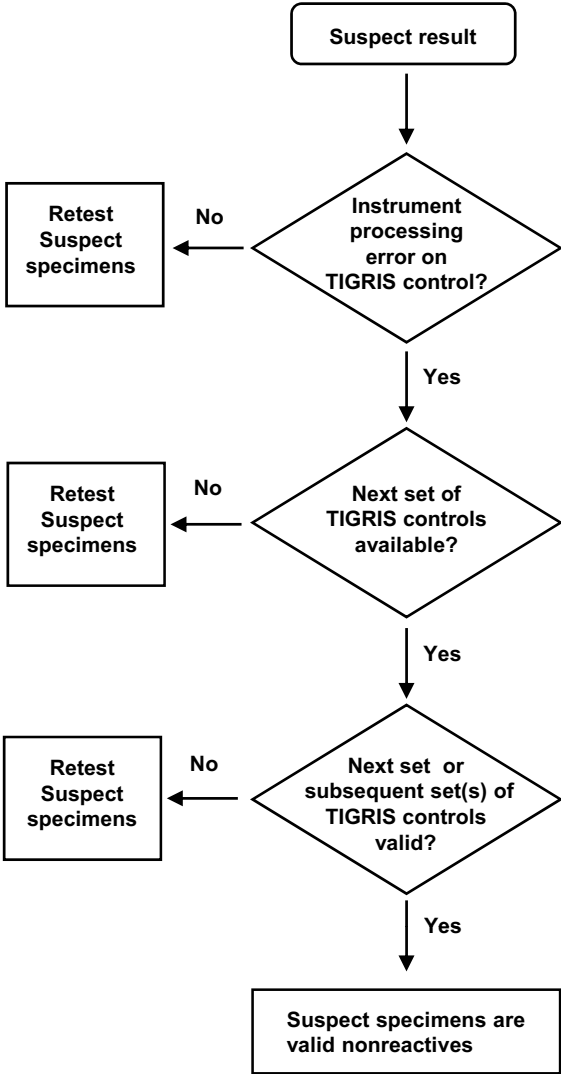 Suspect result
Instrument
processing
error on
TIGRIS control?
No
Retest
Suspect
specimens
Yes
Next set of
TIGRIS controls
available?
No
Retest
Suspect
specimens
Yes
Next set or
subsequent set(s) of
TIGRIS controls
valid?
No
Retest
Suspect
specimens
Yes
Suspect specimens are
valid nonreactives